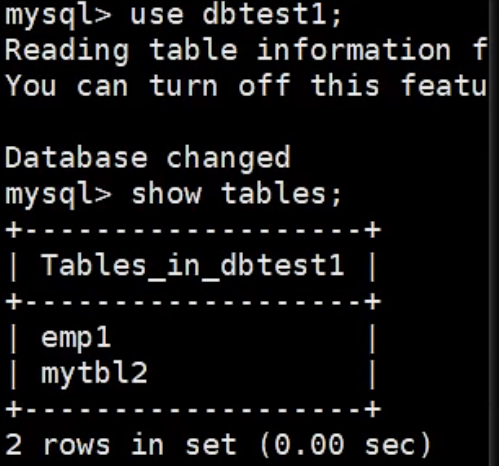 mysql> use dbtest1;
Reading table information f
You can turn off this featu
Database changed
mysql> show tables;
+-------------------+
| Tables_in_dbtest1 |
+-------------------+
| emp1              |
| mytbl2            |
+-------------------+
2 rows in set (0.00 sec)